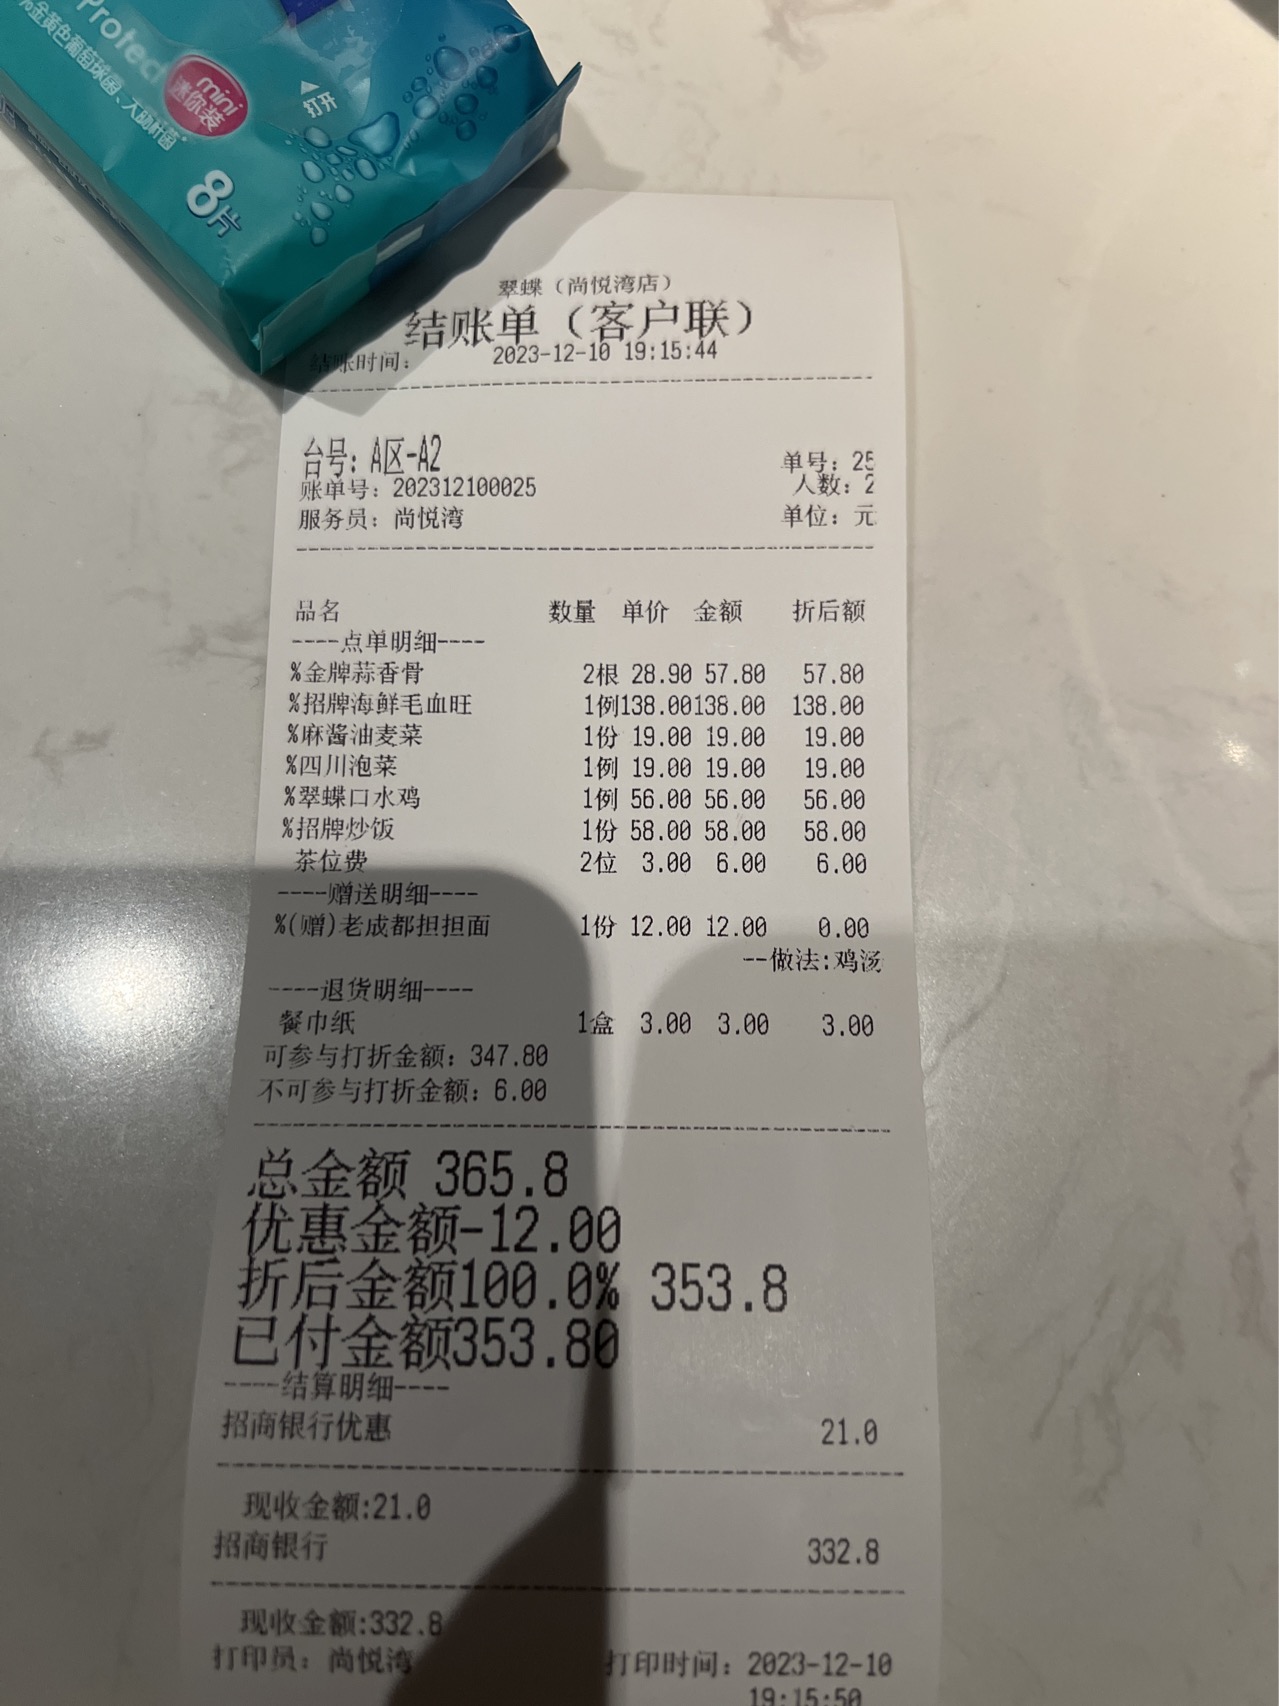 Protec
金黄色葡萄球菌、大肠杆菌
mini
迷你装
打开
8片
翠蝶（尚悦湾店）
结账单（客户联）
结账时间： 2023-12-10 19:15:44
台号：A区-A2
单号：25
账单号：202312100025
人数：2
服务员：尚悦湾
单位：元
品名 数量 单价 金额 折后额
----点单明细----
%金牌蒜香骨 2根 28.90 57.80 57.80
%招牌海鲜毛血旺 1例138.00138.00 138.00
%麻酱油麦菜 1份 19.00 19.00 19.00
%四川泡菜 1例 19.00 19.00 19.00
%翠蝶口水鸡 1例 56.00 56.00 56.00
%招牌炒饭 1份 58.00 58.00 58.00
茶位费 2位 3.00 6.00 6.00
----赠送明细----
%(赠)老成都担担面 1份 12.00 12.00 0.00
--做法:鸡汤
----退货明细----
餐巾纸 1盒 3.00 3.00 3.00
可参与打折金额：347.80
不可参与打折金额：6.00
总金额 365.8
优惠金额-12.00
折后金额100.0% 353.8
已付金额353.80
----结算明细----
招商银行优惠 21.0
现收金额:21.0
招商银行 332.8
现收金额:332.8
打印员：尚悦湾 打印时间：2023-12-10
19:15:50